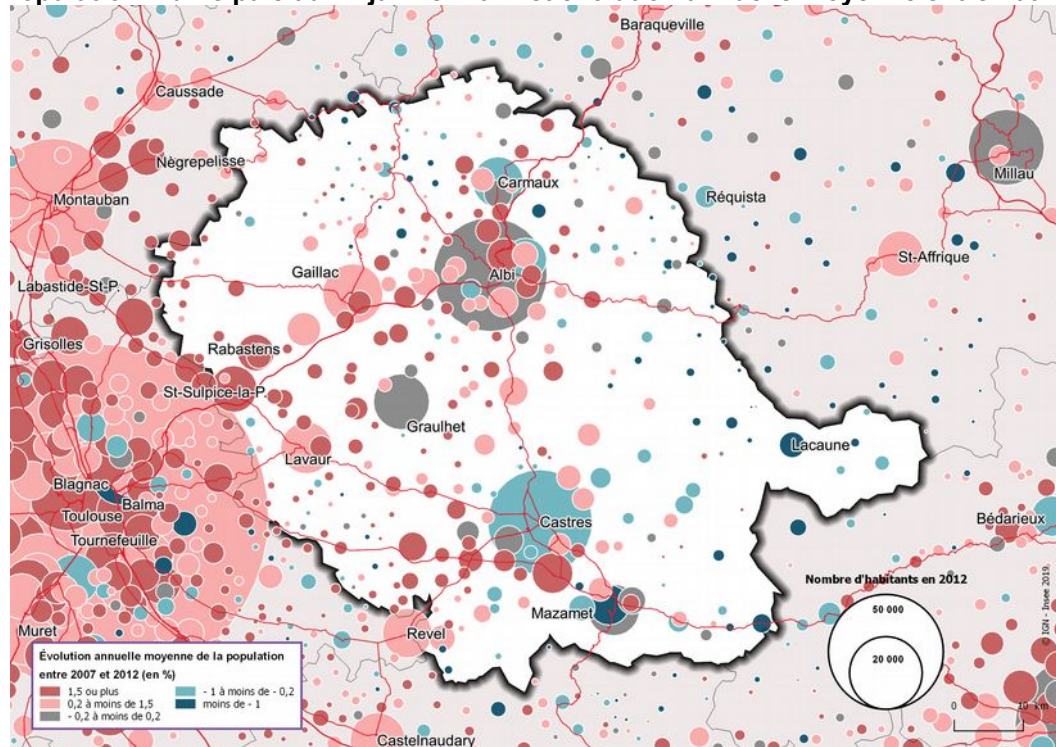 Baraqueville
Caussade
Nègrepelisse
Montauban
Carmaux
Réquista
Millau
St-Affrique
Gaillac
Albi
Labastide-St-P.
Grisolles
Rabastens
St-Sulpice-la-P.
Graulhet
Lavaur
Lacaune
Blagnac
Balma
Toulouse
Tournefeuille
Castres
Bédarieux
Mazamet
Muret
Revel
Castelnaudary
Nombre d'habitants en 2012
50 000
20 000
0 10 km
© IGN - Insee 2019.
Évolution annuelle moyenne de la population
entre 2007 et 2012 (en %)
1,5 ou plus
0,2 à moins de 1,5
- 0,2 à moins de 0,2
- 1 à moins de - 0,2
moins de - 1